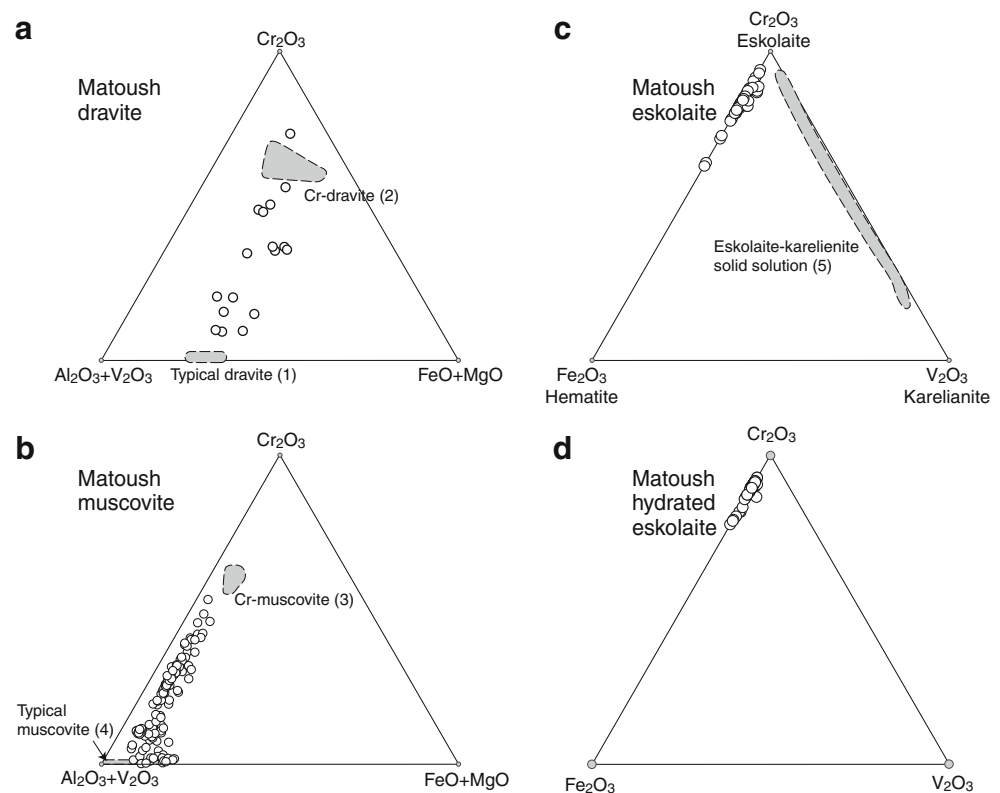 a
Cr₂O₃
Matoush
dravite
Cr-dravite (2)
Typical dravite (1)
Al₂O₃+V₂O₃
FeO+MgO
c
Cr₂O₃
Eskolaite
Matoush
eskolaite
Eskolaite-karelienite
solid solution (5)
Fe₂O₃
Hematite
V₂O₃
Karelianite
b
Cr₂O₃
Matoush
muscovite
Cr-muscovite (3)
Typical
muscovite (4)
Al₂O₃+V₂O₃
FeO+MgO
d
Cr₂O₃
Matoush
hydrated
eskolaite
Fe₂O₃
V₂O₃